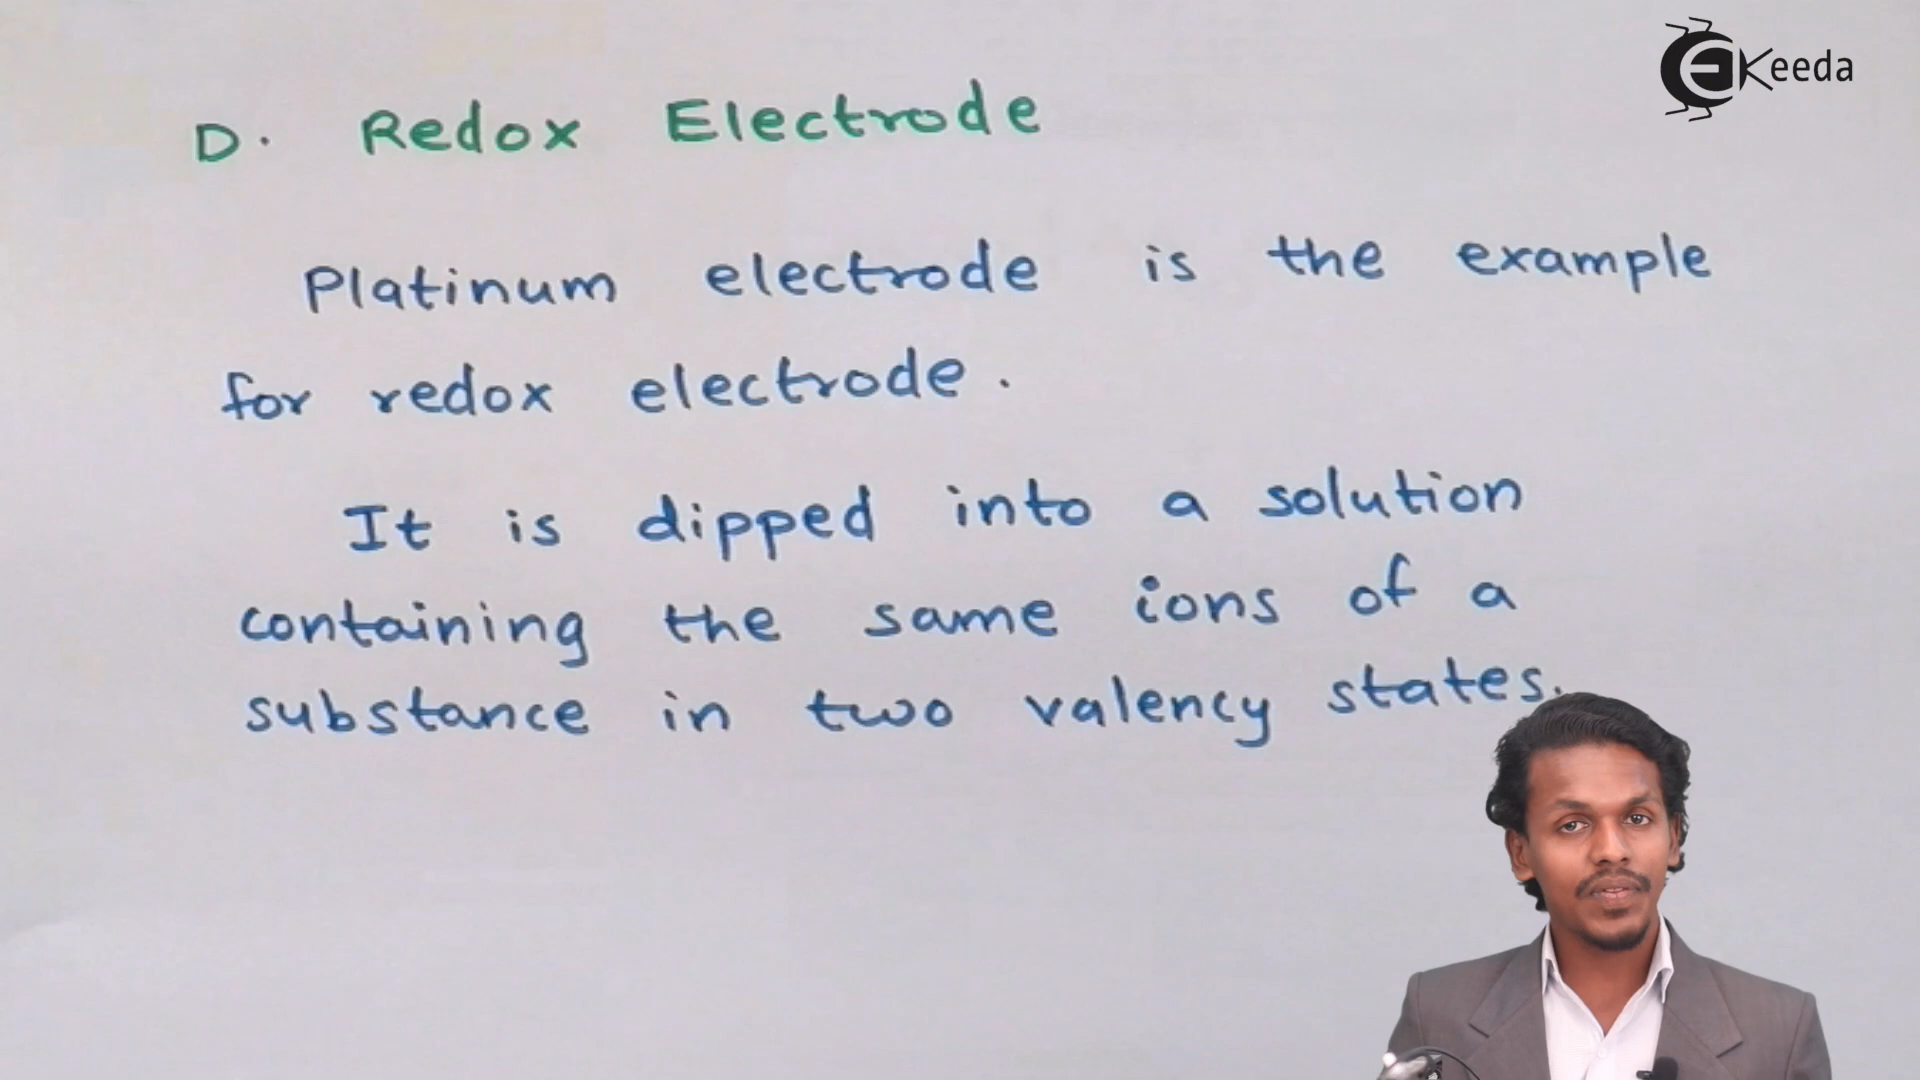 EKeeda
D. Redox Electrode
Platinum electrode is the example
for redox electrode.
It is dipped into a solution
containing the same ions of a
substance in two valency states.